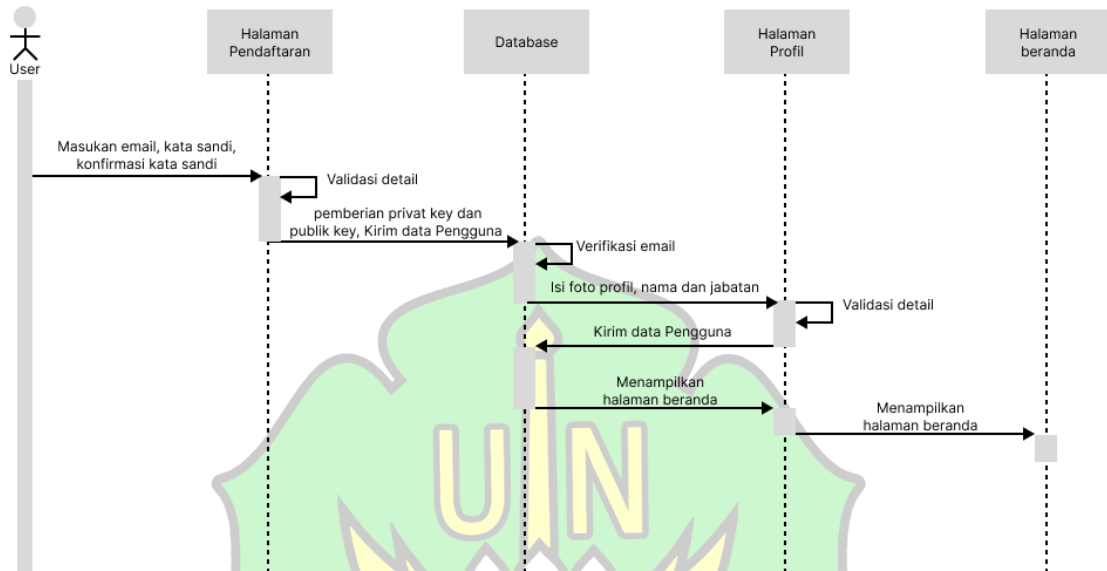 User
Halaman
Pendaftaran
Database
Halaman
Profil
Halaman
beranda
Masukan email, kata sandi,
konfirmasi kata sandi
Validasi detail
pemberian privat key dan
publik key, Kirim data Pengguna
Verifikasi email
Isi foto profil, nama dan jabatan
Validasi detail
Kirim data Pengguna
Menampilkan
halaman beranda
Menampilkan
halaman beranda
UIN